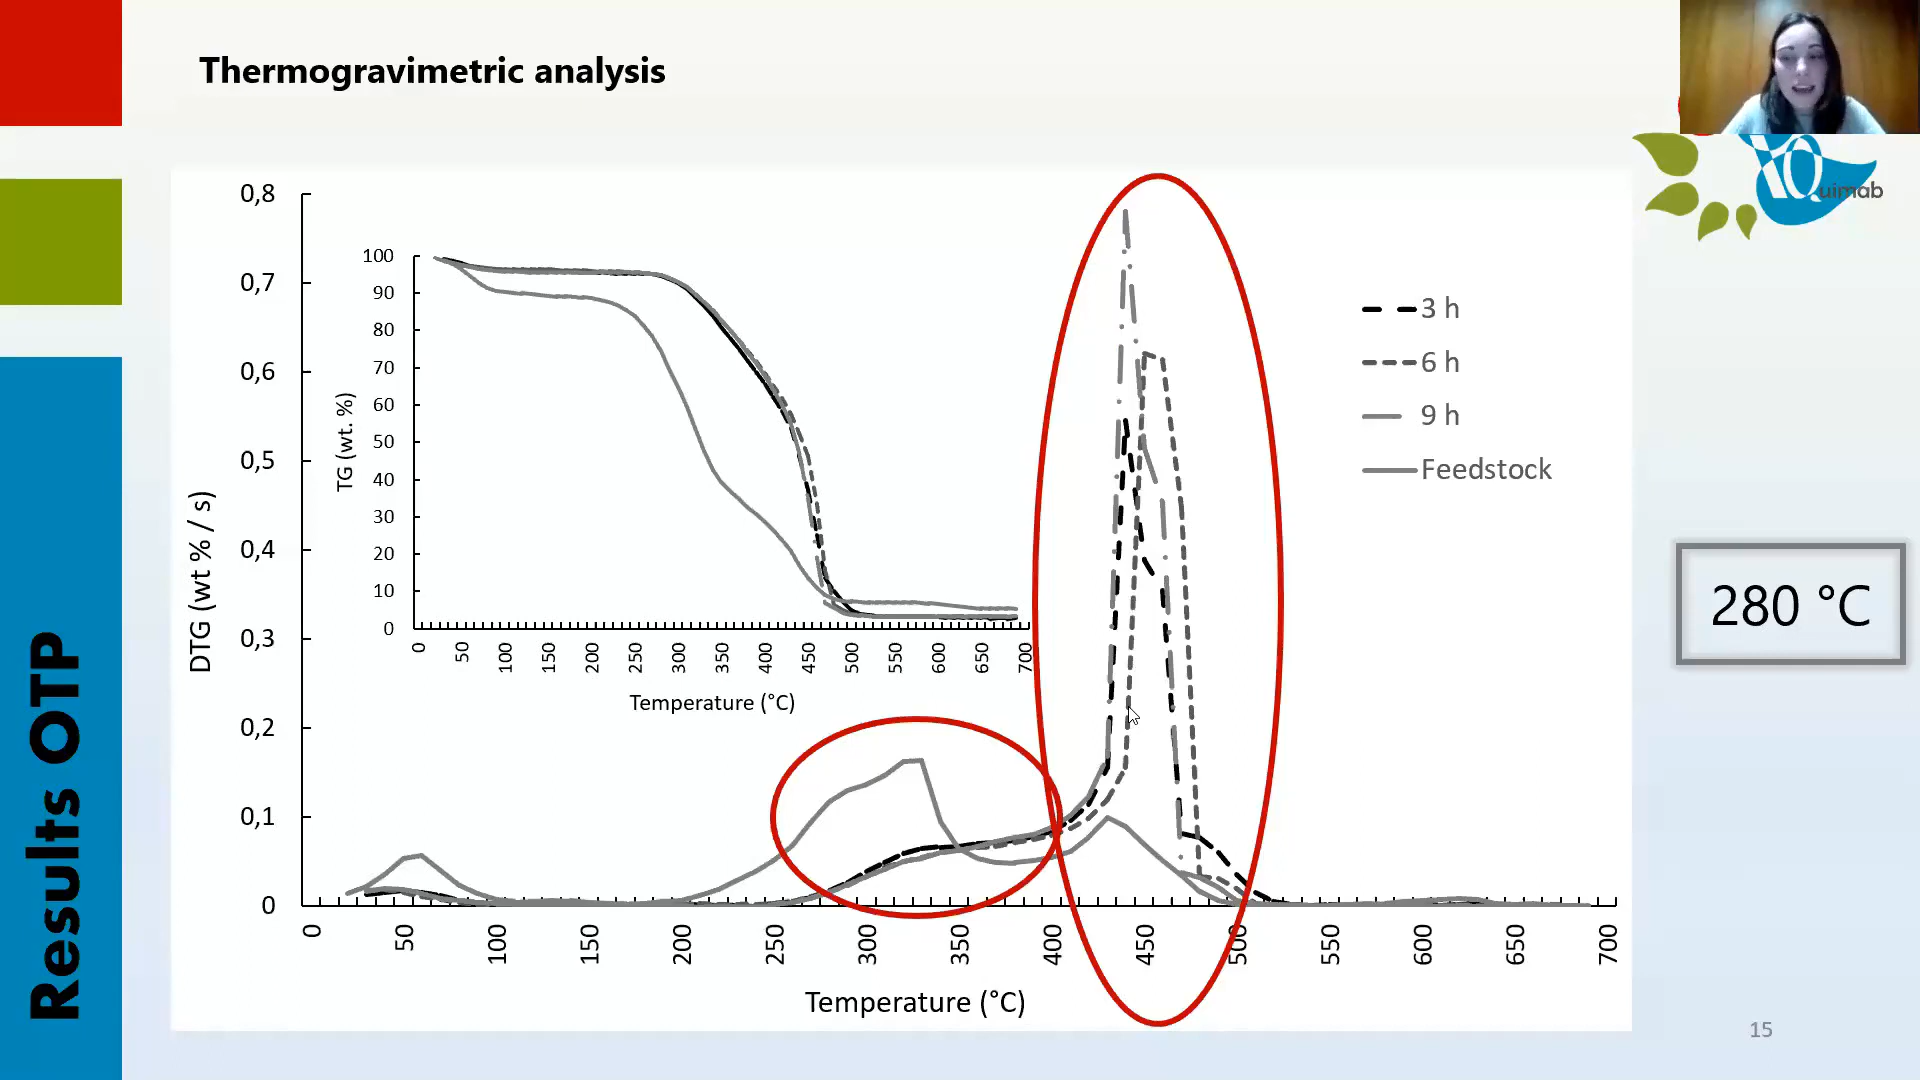 Thermogravimetric analysis
Quimab
Results OTP
0,8
0,7
0,6
0,5
0,4
0,3
0,2
0,1
0
DTG (wt % / s)
0 50 100 150 200 250 300 350 400 450 500 550 600 650 700
Temperature (°C)
100
90
80
70
60
50
40
30
20
10
0
TG (wt. %)
0 50 100 150 200 250 300 350 400 450 500 550 600 650 700
Temperature (°C)
3 h
6 h
9 h
Feedstock
280 °C
15